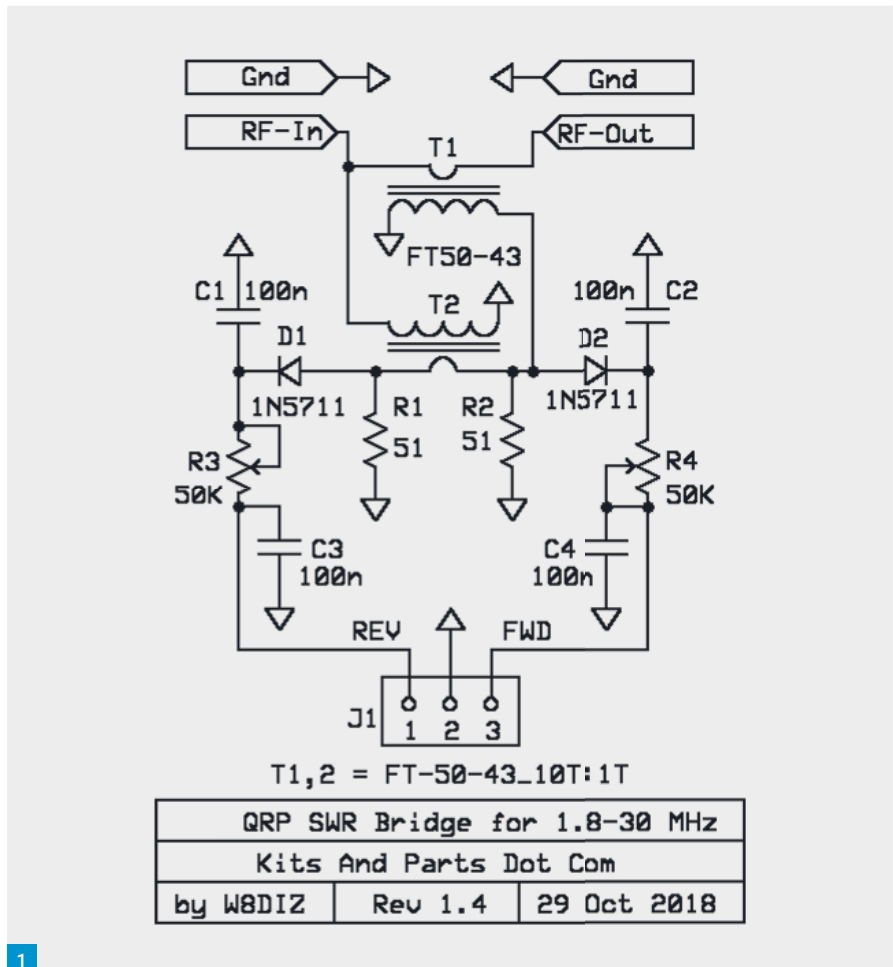 Gnd Gnd
RF-In RF-Out
T1
FT50-43
C1 100n 100n C2
T2
D1 D2
1N5711 1N5711
R1 R2
51 51
R3 R4
50K 50K
C3 C4
100n 100n
REV FWD
J1
1 2 3
T1,2 = FT-50-43_10T:1T
QRP SWR Bridge for 1.8-30 MHz
Kits And Parts Dot Com
by W8DIZ Rev 1.4 29 Oct 2018
1